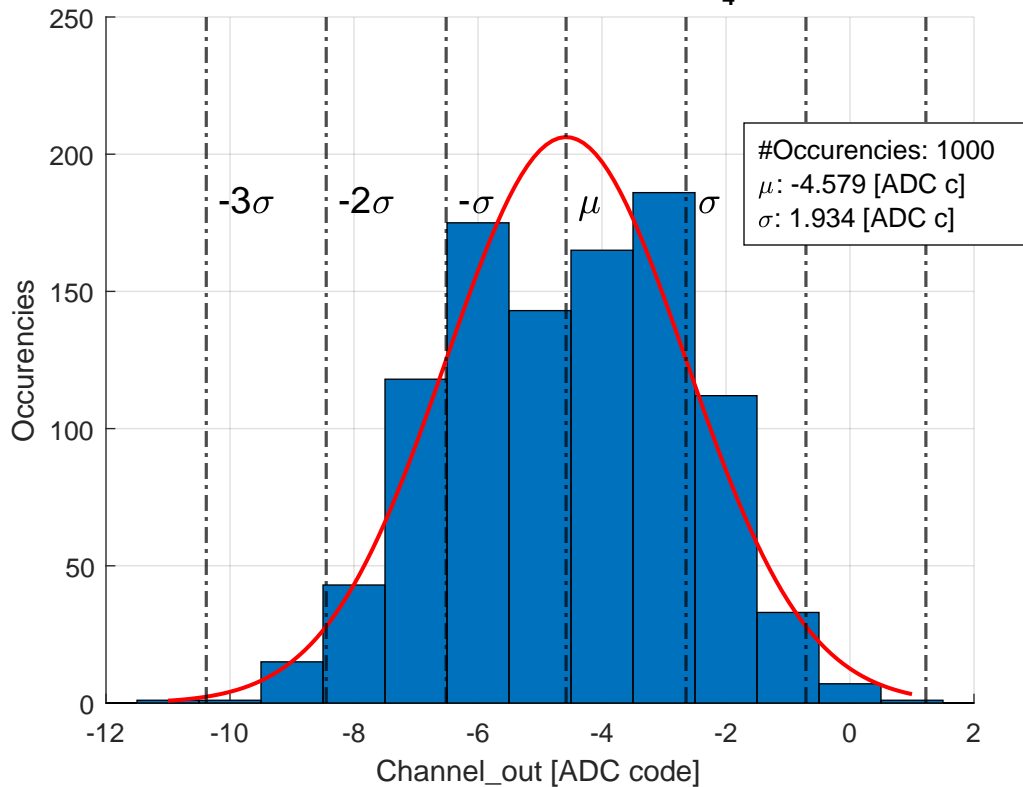 4
250
200
150
100
50
0
Occurencies
-3σ
-2σ
-σ
μ
σ
#Occurencies: 1000
μ: -4.579 [ADC c]
σ: 1.934 [ADC c]
-12
-10
-8
-6
-4
-2
0
2
Channel_out [ADC code]